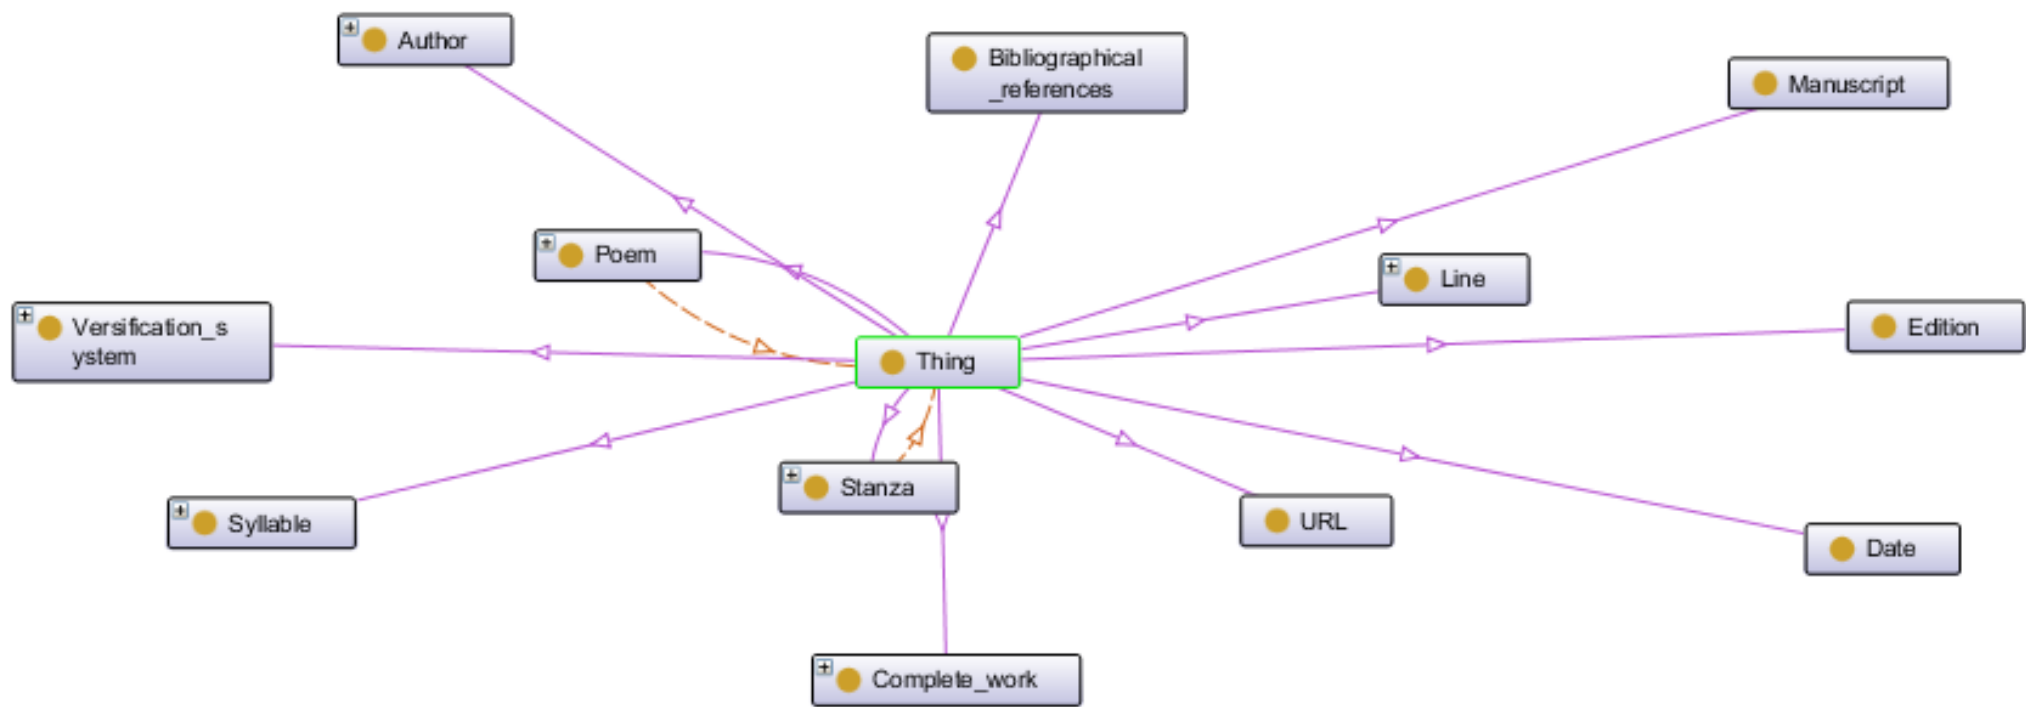 Author
Bibliographical
_references
Manuscript
Poem
Line
Versification_s
ystem
Edition
Thing
Stanza
Syllable
URL
Date
Complete_work